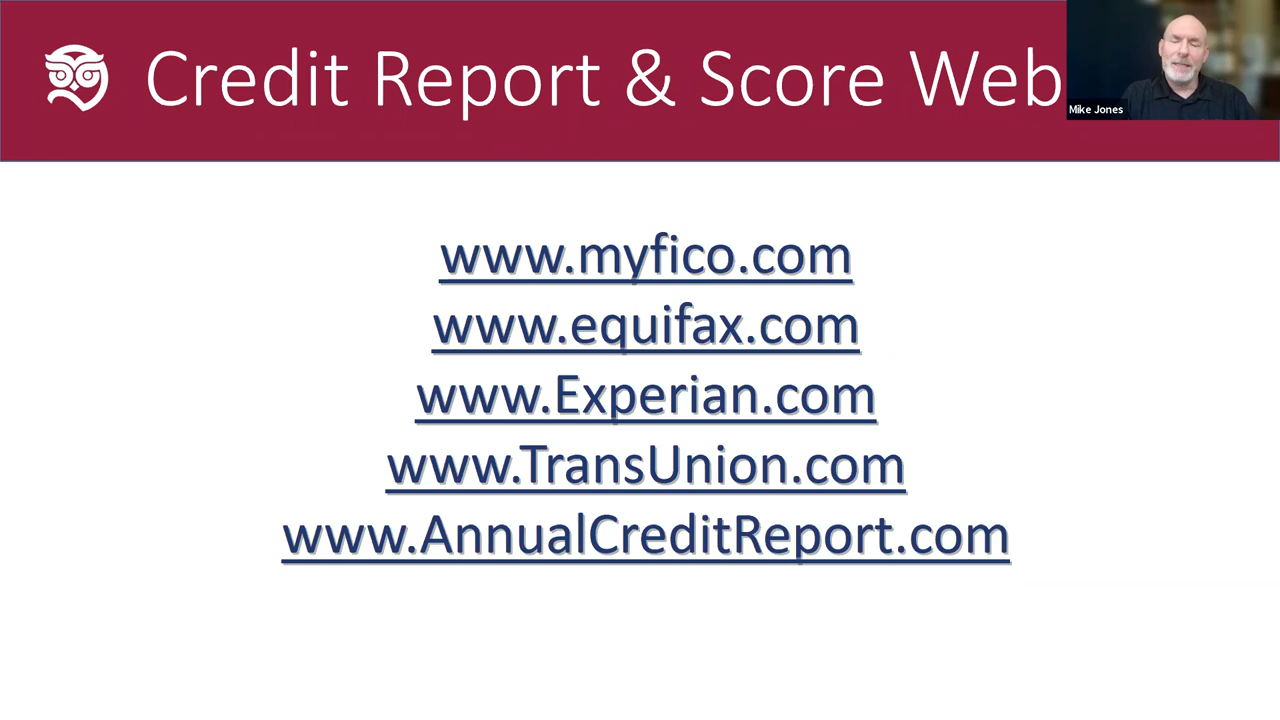 Credit Report & Score Web
Mike Jones
www.myfico.com
www.equifax.com
www.Experian.com
www.TransUnion.com
www.AnnualCreditReport.com